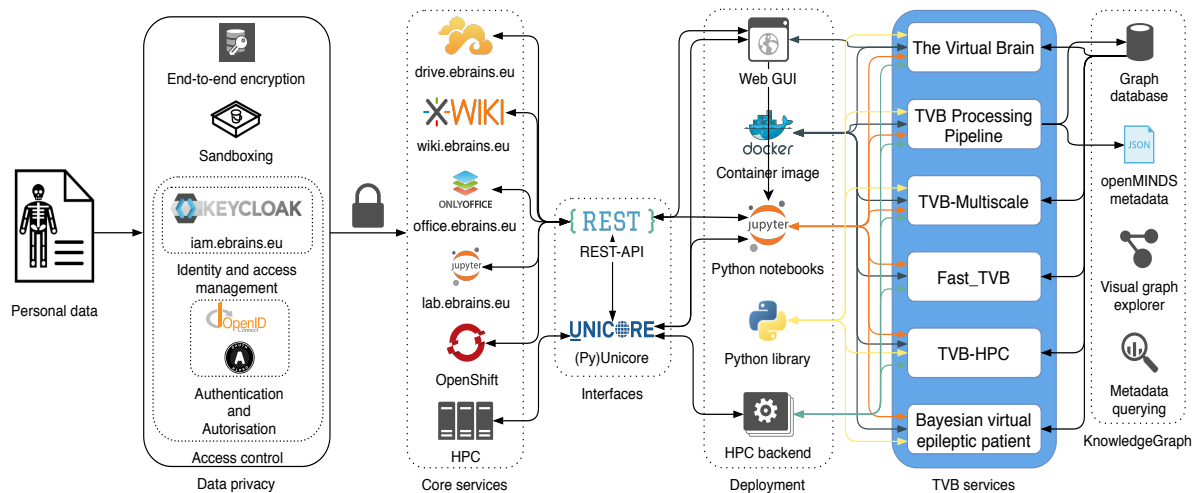 Personal data
End-to-end encryption
Sandboxing
KEYCLOAK
iam.ebrains.eu
Identity and access
management
OpenID
Connect
Authentication
and
Autorisation
Access control
Data privacy
drive.ebrains.eu
XWIKI
wiki.ebrains.eu
ONLYOFFICE
office.ebrains.eu
jupyter
lab.ebrains.eu
OpenShift
HPC
Core services
{ REST }
REST-API
UNICORE
(Py)Unicore
Interfaces
Web GUI
docker
Container image
jupyter
Python notebooks
Python library
HPC backend
Deployment
The Virtual Brain
TVB Processing
Pipeline
TVB-Multiscale
Fast_TVB
TVB-HPC
Bayesian virtual
epileptic patient
TVB services
Graph
database
JSON
openMINDS
metadata
Visual graph
explorer
Metadata
querying
KnowledgeGraph